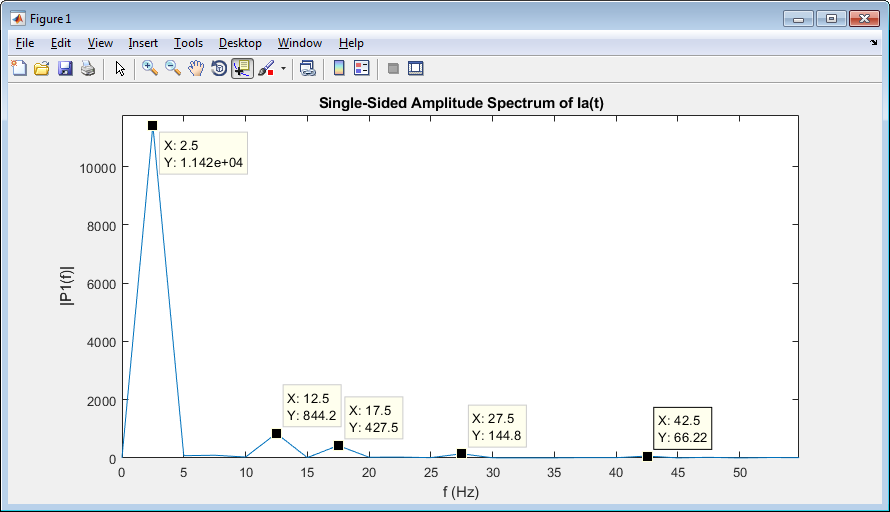 Figure 1
File Edit View Insert Tools Desktop Window Help
Single-Sided Amplitude Spectrum of Ia(t)
|P1(f)|
10000
8000
6000
4000
2000
0
X: 2.5
Y: 1.142e+04
X: 12.5
Y: 844.2
X: 17.5
Y: 427.5
X: 27.5
Y: 144.8
X: 42.5
Y: 66.22
0 5 10 15 20 25 30 35 40 45 50
f (Hz)